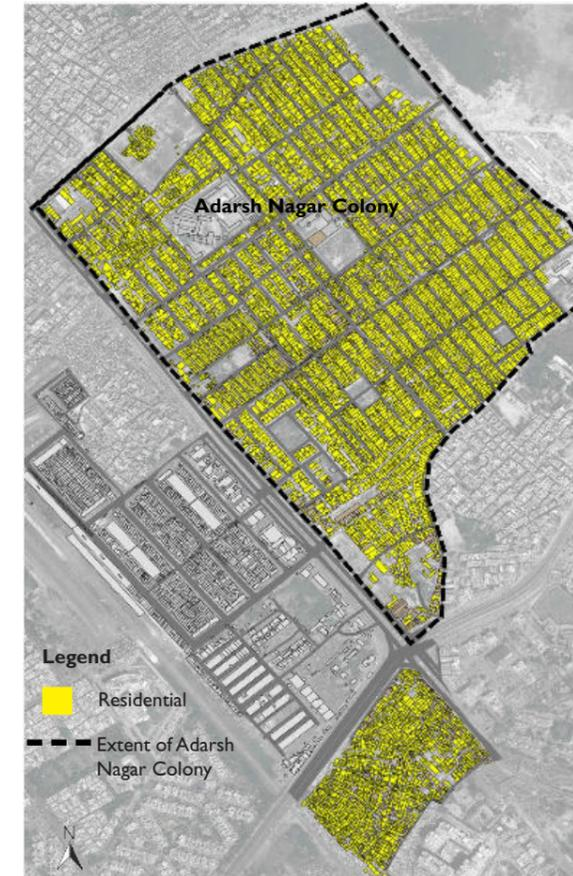 Adarsh Nagar Colony
Legend
Residential
Extent of Adarsh
Nagar Colony
N